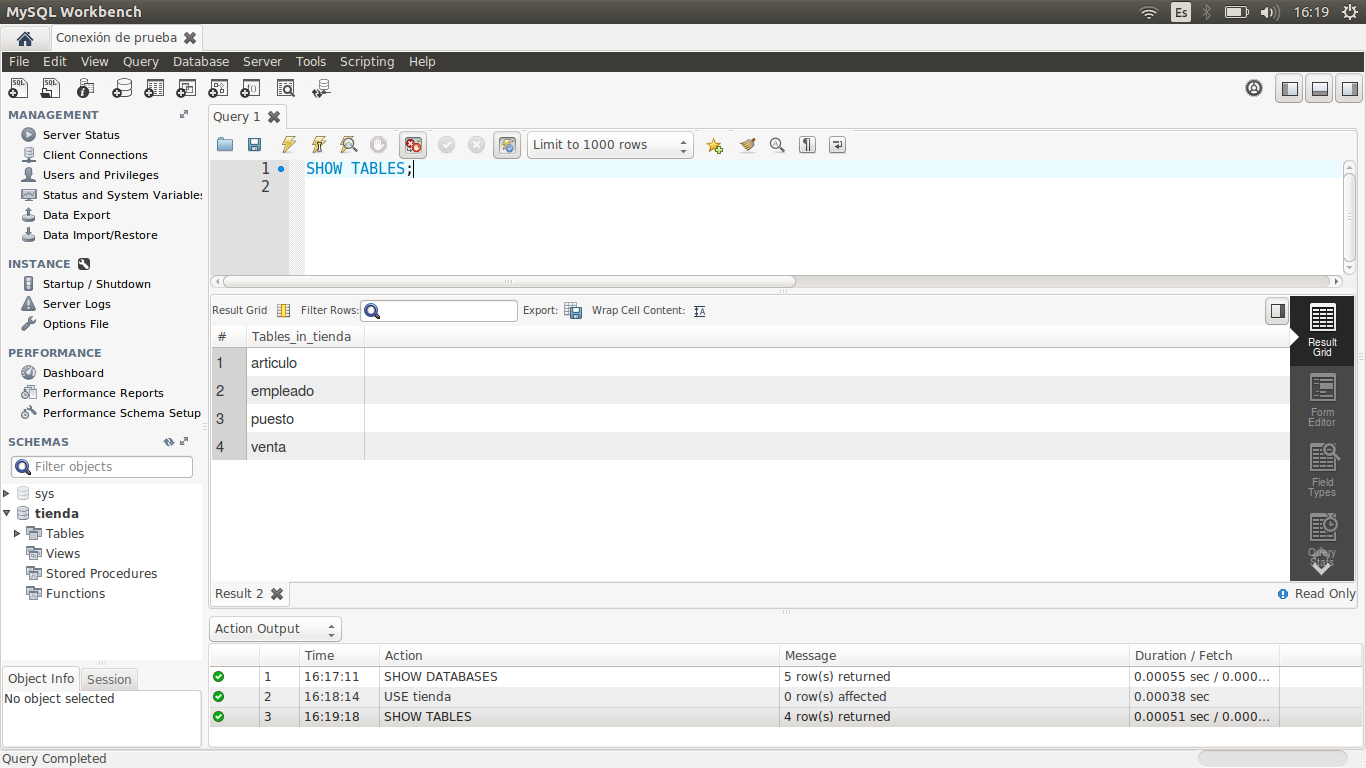 MySQL Workbench
Es
16:19
Conexión de prueba
File Edit View Query Database Server Tools Scripting Help
MANAGEMENT
Server Status
Client Connections
Users and Privileges
Status and System Variables
Data Export
Data Import/Restore
INSTANCE
Startup / Shutdown
Server Logs
Options File
PERFORMANCE
Dashboard
Performance Reports
Performance Schema Setup
SCHEMAS
Filter objects
sys
tienda
Tables
Views
Stored Procedures
Functions
Object Info Session
No object selected
Query 1
Limit to 1000 rows
1 SHOW TABLES;
2
Result Grid Filter Rows: Export: Wrap Cell Content:
# Tables_in_tienda
1 articulo
2 empleado
3 puesto
4 venta
Result
Grid
Form
Editor
Field
Types
Query
Stats
Result 2
Read Only
Action Output
Time Action Message Duration / Fetch
1 16:17:11 SHOW DATABASES 5 row(s) returned 0.00055 sec / 0.000...
2 16:18:14 USE tienda 0 row(s) affected 0.00038 sec
3 16:19:18 SHOW TABLES 4 row(s) returned 0.00051 sec / 0.000...
Query Completed